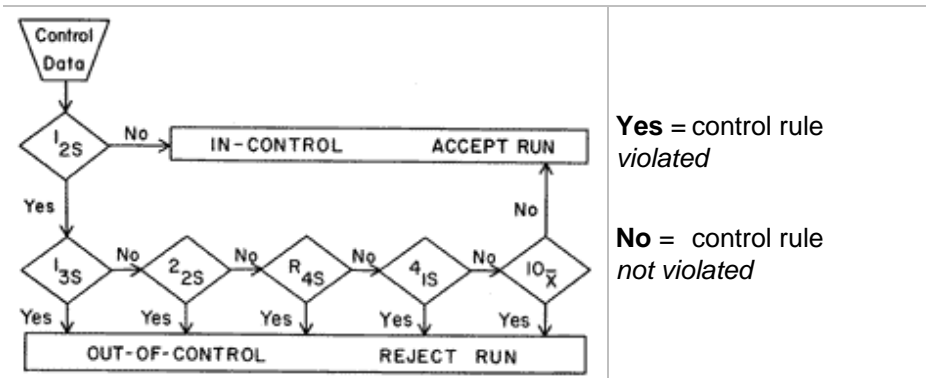 Control
Data
1
2S
No
IN-CONTROL ACCEPT RUN
Yes = control rule
violated
Yes
No
No = control rule
not violated
1
3S
No
2
2S
No
R
4S
No
4
1S
No
10
X̅
Yes
Yes
Yes
Yes
Yes
OUT-OF-CONTROL REJECT RUN